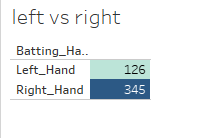 left vs right
Batting_Ha..
Left_Hand 126
Right_Hand 345